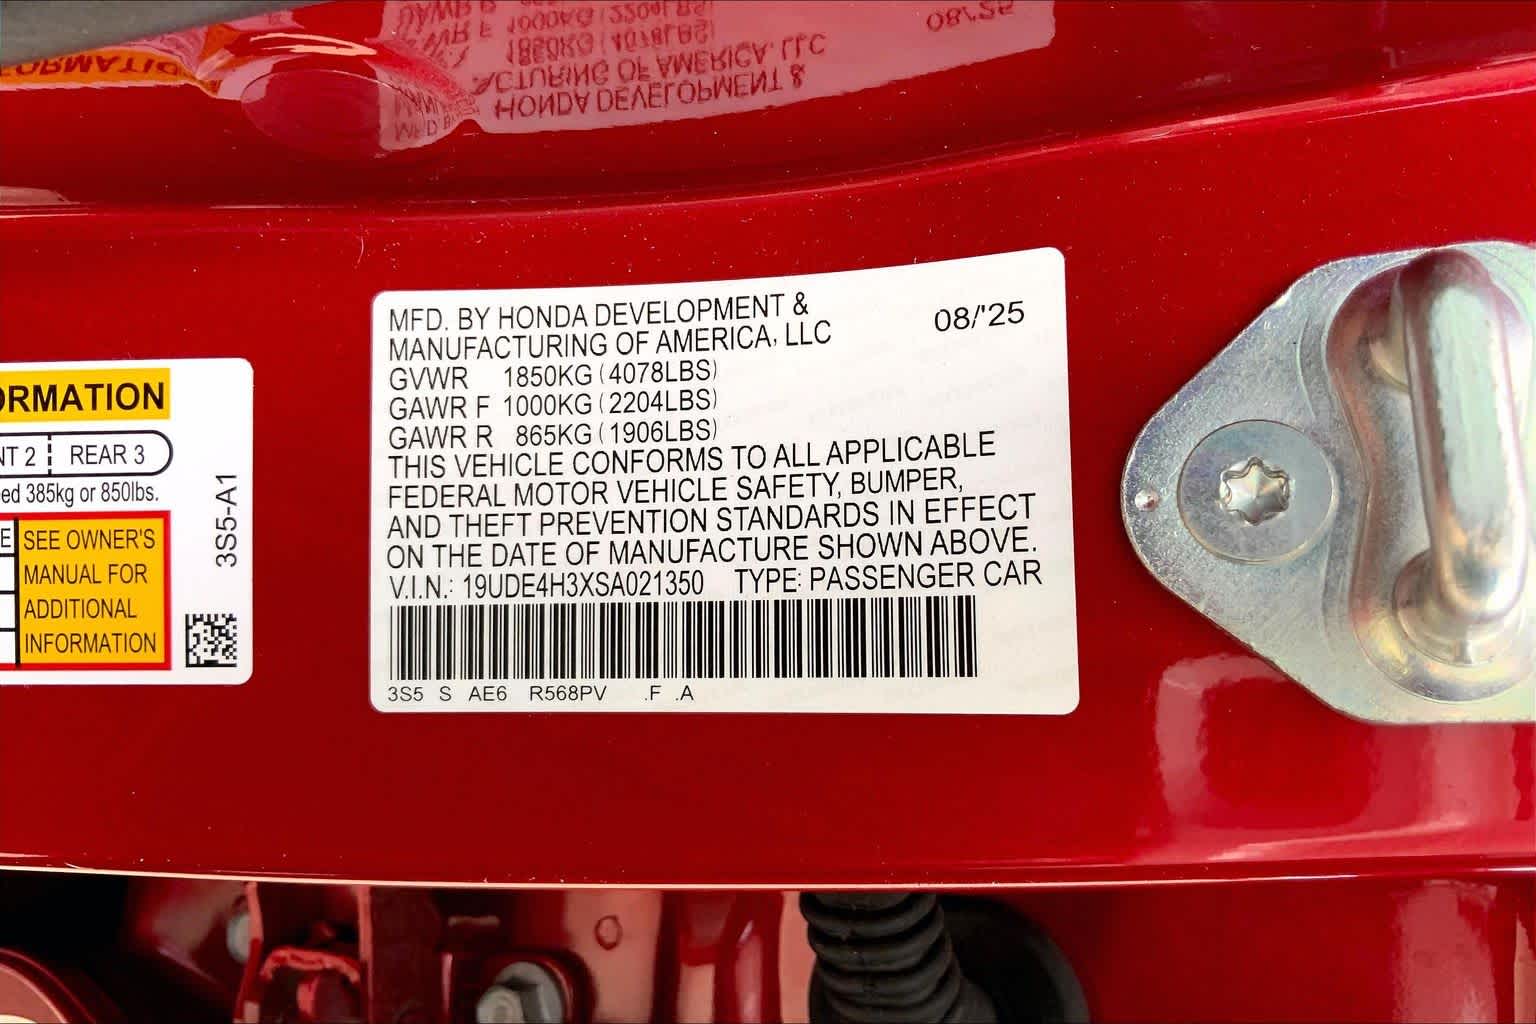 MFD. BY HONDA DEVELOPMENT &
MANUFACTURING OF AMERICA, LLC
08/'25
GVWR 1850KG (4078LBS)
GAWR F 1000KG (2204LBS)
GAWR R 865KG (1906LBS)
THIS VEHICLE CONFORMS TO ALL APPLICABLE
FEDERAL MOTOR VEHICLE SAFETY, BUMPER,
AND THEFT PREVENTION STANDARDS IN EFFECT
ON THE DATE OF MANUFACTURE SHOWN ABOVE.
V.I.N.: 19UDE4H3XSA021350 TYPE: PASSENGER CAR
3S5 S AE6 R568PV .F .A
ORMATION
NT 2 REAR 3
ed 385kg or 850lbs.
E
SEE OWNER'S
MANUAL FOR
ADDITIONAL
INFORMATION
3S5-A1